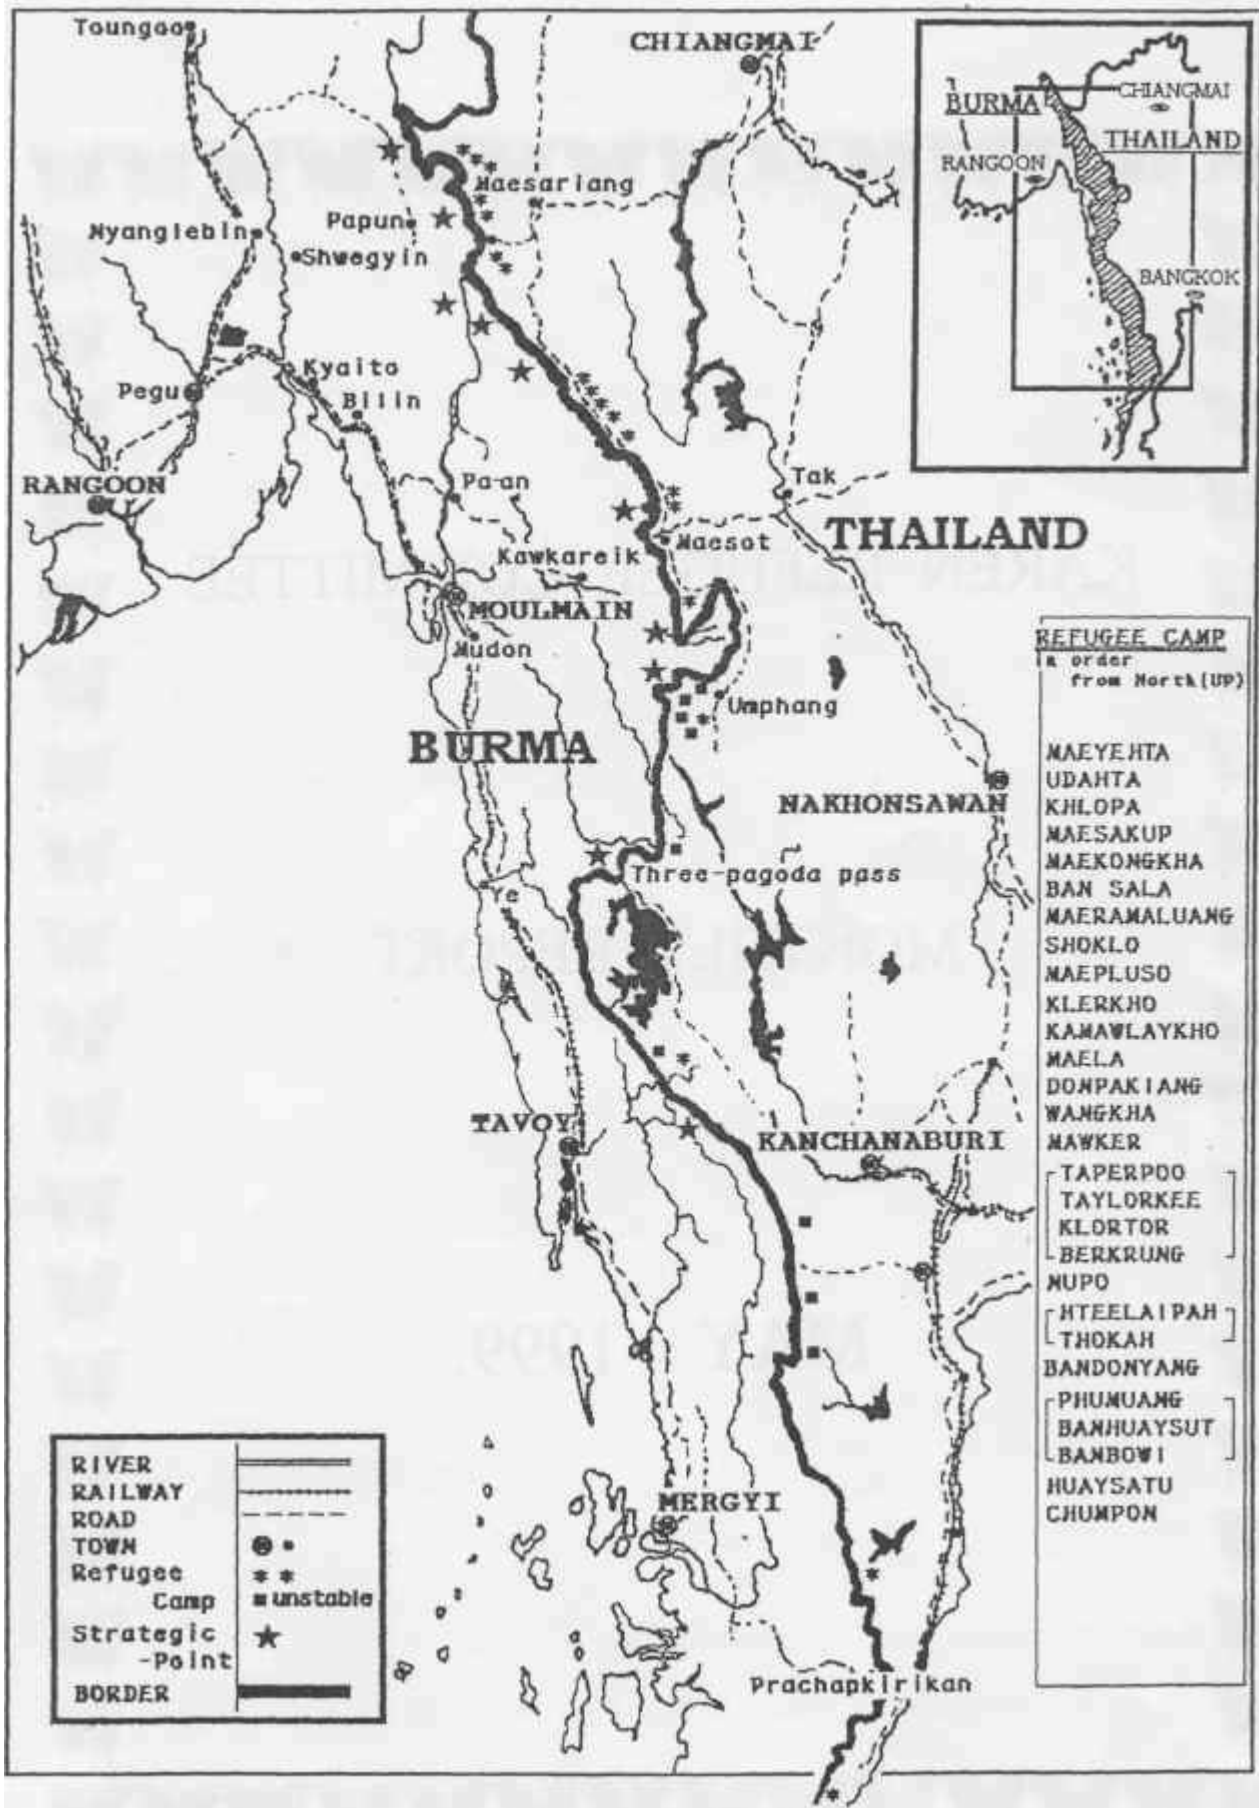 Toungoo
CHIANGMAI
Maesariang
Papun
Nyanglebin
Shwegyin
Kyaito
Pegu
Bilin
RANGOON
Pa-an
Tak
THAILAND
Maesot
Kawkareik
MOULMAIN
Mudon
Umphang
BURMA
NAKHONSAWAN
Three-pagoda pass
Ye
TAVOY
KANCHANABURI
MERGYI
Prachapkirikan
BURMA
CHIANGMAI
THAILAND
RANGOON
BANGKOK
REFUGEE CAMP
in order
from North(UP)
MAEYEHTA
UDAHTA
KHLOPA
MAESAKUP
MAEKONGKHA
BAN SALA
MAERAMALUANG
SHOKLO
MAEPLUSO
KLERKHO
KAMAWLAYKHO
MAELA
DONPAKIANG
WANGKHA
MAWKER
TAPERPOO
TAYLORKEE
KLORTOR
BERKRUNG
NUPO
HTEELAIPAH
THOKAH
BANDONYANG
PHUMUANG
BANHUAYSUT
BANBOWI
HUAYSATU
CHUMPON
RIVER
RAILWAY
ROAD
TOWN
Refugee
Camp
unstable
Strategic
-Point
BORDER